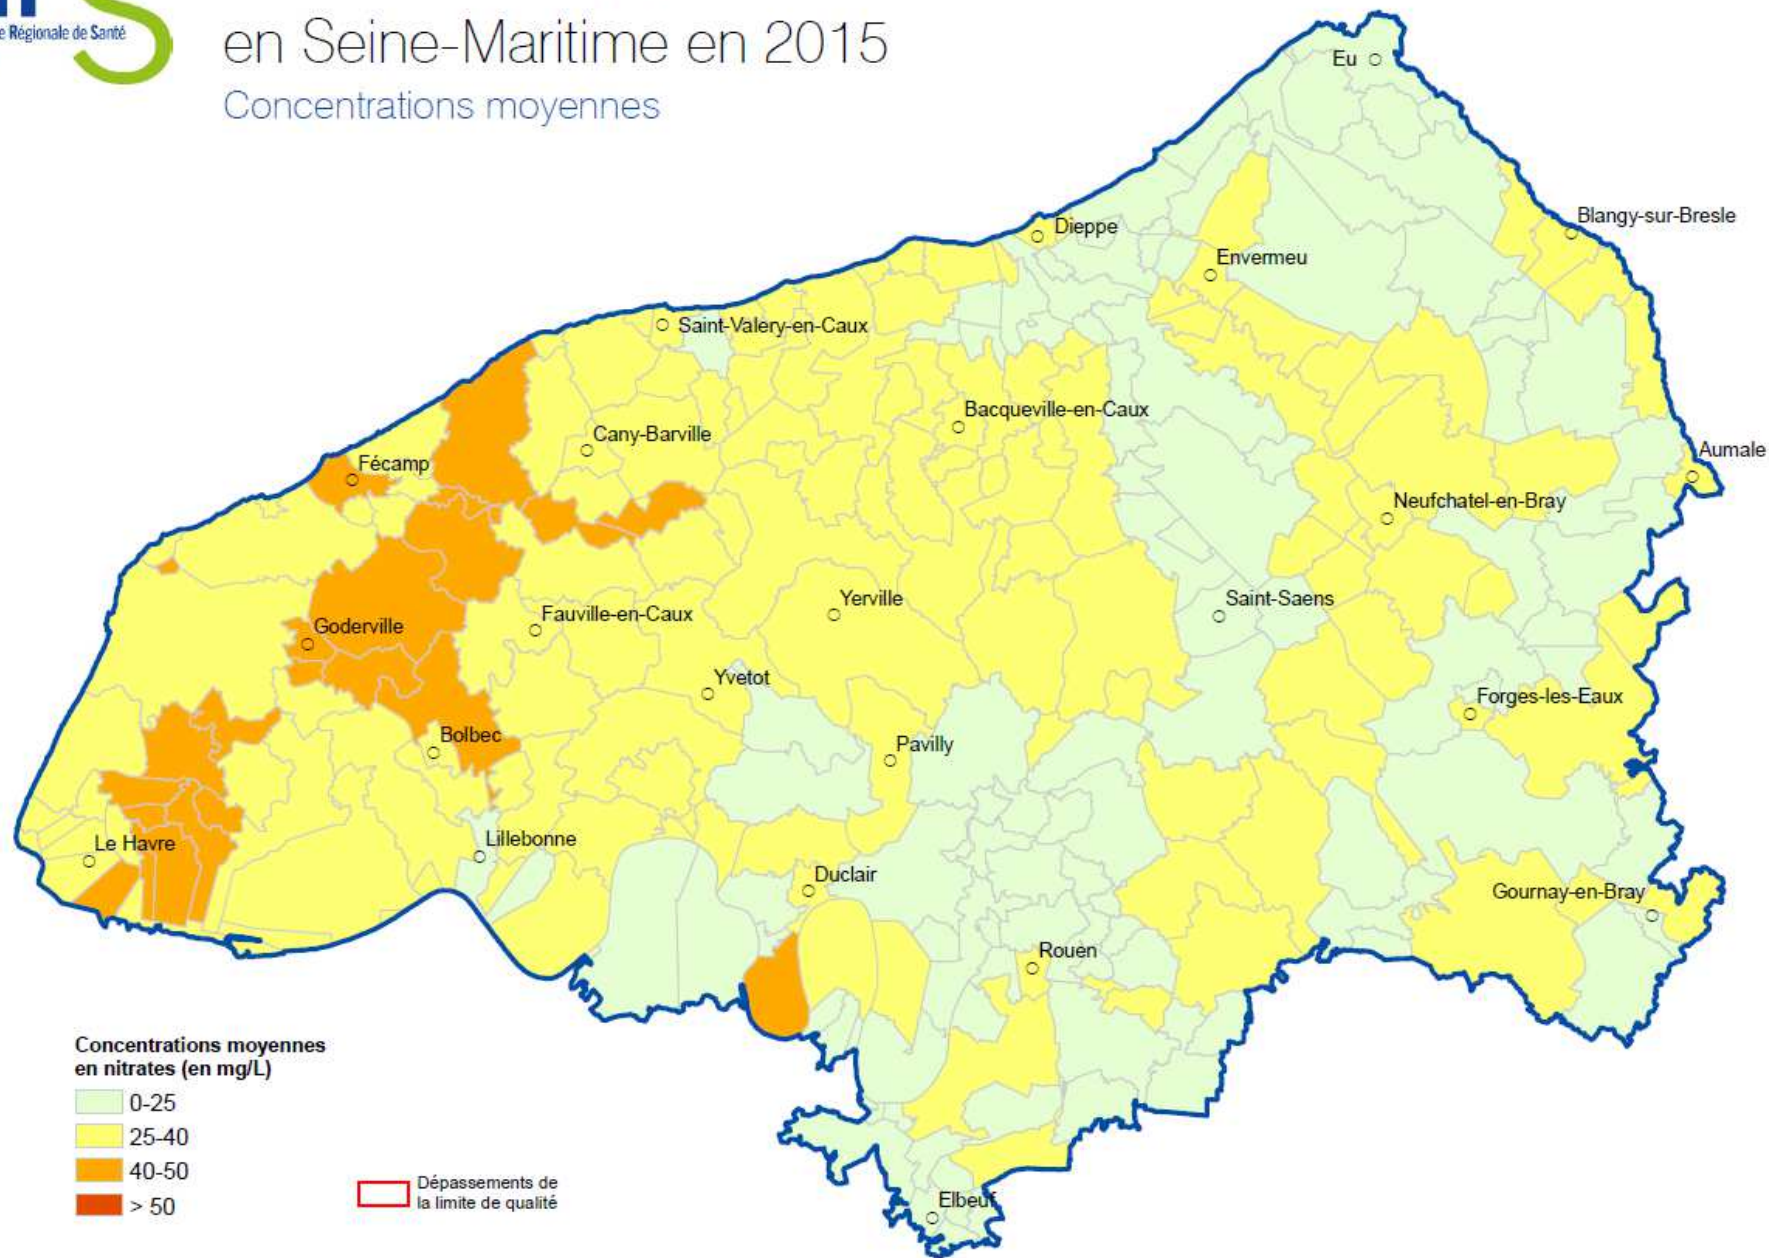 e Régionale de Santé
en Seine-Maritime en 2015
Concentrations moyennes
Eu
Blangy-sur-Bresle
Dieppe
Envermeu
Saint-Valery-en-Caux
Bacqueville-en-Caux
Cany-Barville
Aumale
Fécamp
Neufchatel-en-Bray
Yerville
Saint-Saens
Fauville-en-Caux
Goderville
Yvetot
Forges-les-Eaux
Bolbec
Pavilly
Lillebonne
Le Havre
Duclair
Gournay-en-Bray
Rouen
Elbeuf
Concentrations moyennes
en nitrates (en mg/L)
0-25
25-40
40-50
> 50
Dépassements de
la limite de qualité